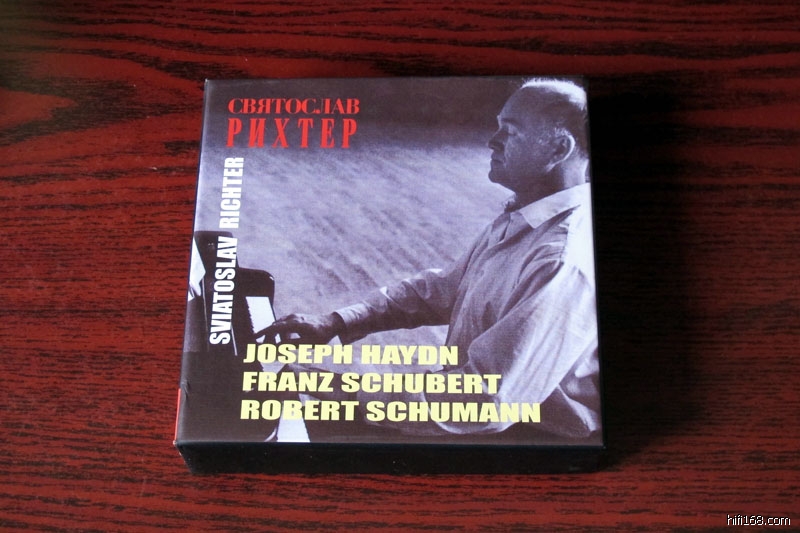 СВЯТОСЛАВ
РИХТЕР
SVIATOSLAV RICHTER
JOSEPH HAYDN
FRANZ SCHUBERT
ROBERT SCHUMANN
hifi168.com